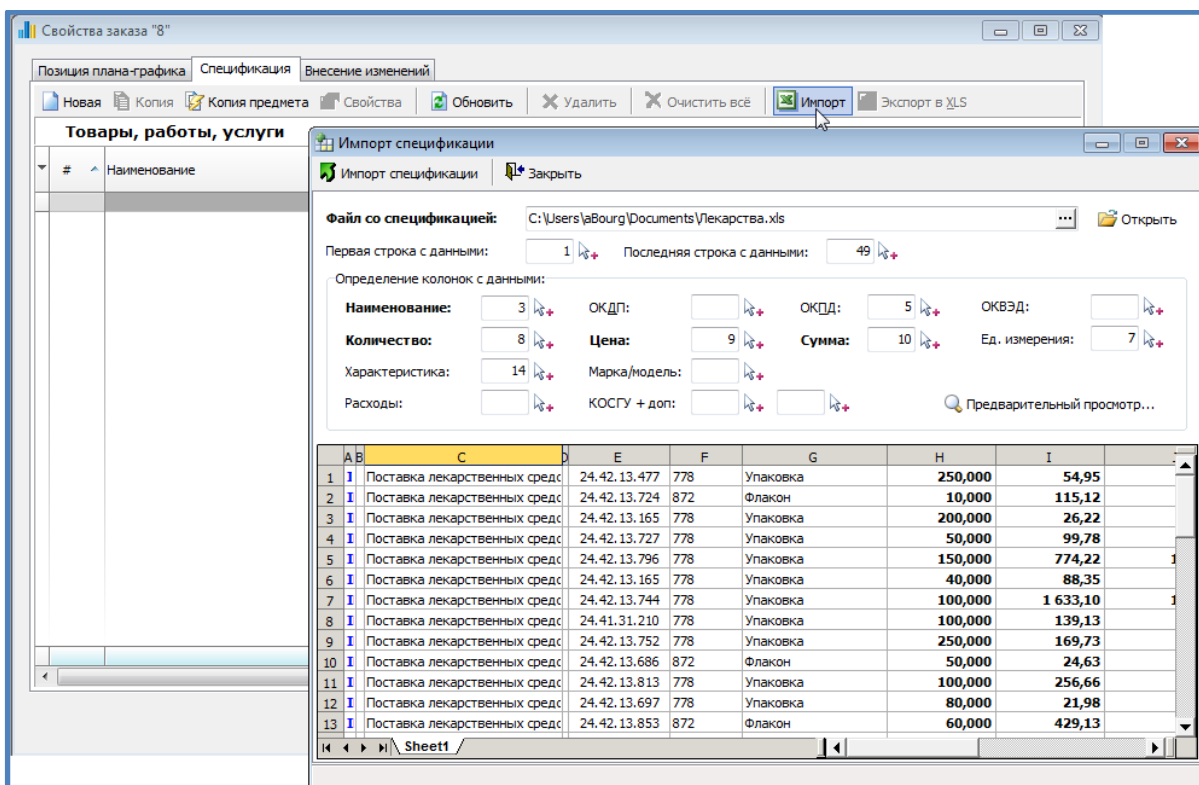 Свойства заказа "8"
Позиция плана-графика Спецификация Внесение изменений
Новая Копия Копия предмета Свойства Обновить Удалить Очистить всё Импорт Экспорт в XLS
Товары, работы, услуги
# Наименование
Импорт спецификации
Импорт спецификации Закрыть
Файл со спецификацией: C:\Users\aBourg\Documents\Лекарства.xls ... Открыть
Первая строка с данными: 1 Последняя строка с данными: 49
Определение колонок с данными:
Наименование: 3 ОКДП: ОКПД: 5 ОКВЭД:
Количество: 8 Цена: 9 Сумма: 10 Ед. измерения: 7
Характеристика: 14 Марка/модель:
Расходы: КОСГУ + доп: Предварительный просмотр...
A B C D E F G H I
1 I Поставка лекарственных средс 24.42.13.477 778 Упаковка 250,000 54,95
2 I Поставка лекарственных средс 24.42.13.724 872 Флакон 10,000 115,12
3 I Поставка лекарственных средс 24.42.13.165 778 Упаковка 200,000 26,22
4 I Поставка лекарственных средс 24.42.13.727 778 Упаковка 50,000 99,78
5 I Поставка лекарственных средс 24.42.13.796 778 Упаковка 150,000 774,22 1
6 I Поставка лекарственных средс 24.42.13.165 778 Упаковка 40,000 88,35
7 I Поставка лекарственных средс 24.42.13.744 778 Упаковка 100,000 1 633,10 1
8 I Поставка лекарственных средс 24.41.31.210 778 Упаковка 100,000 139,13
9 I Поставка лекарственных средс 24.42.13.752 778 Упаковка 250,000 169,73
10 I Поставка лекарственных средс 24.42.13.686 872 Флакон 50,000 24,63
11 I Поставка лекарственных средс 24.42.13.813 778 Упаковка 100,000 256,66
12 I Поставка лекарственных средс 24.42.13.697 778 Упаковка 80,000 21,98
13 I Поставка лекарственных средс 24.42.13.853 872 Флакон 60,000 429,13
Sheet1